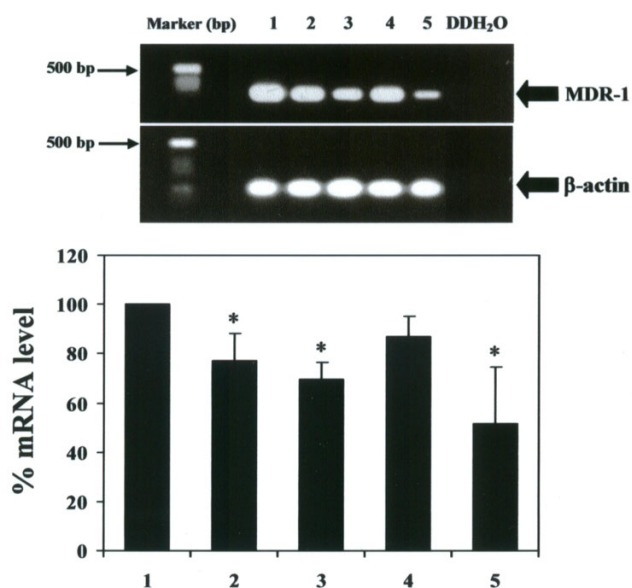 Marker (bp) 1 2 3 4 5 DDH₂O
500 bp
MDR-1
500 bp
β-actin
120
100
80
60
40
20
0
% mRNA level
*
*
*
1 2 3 4 5